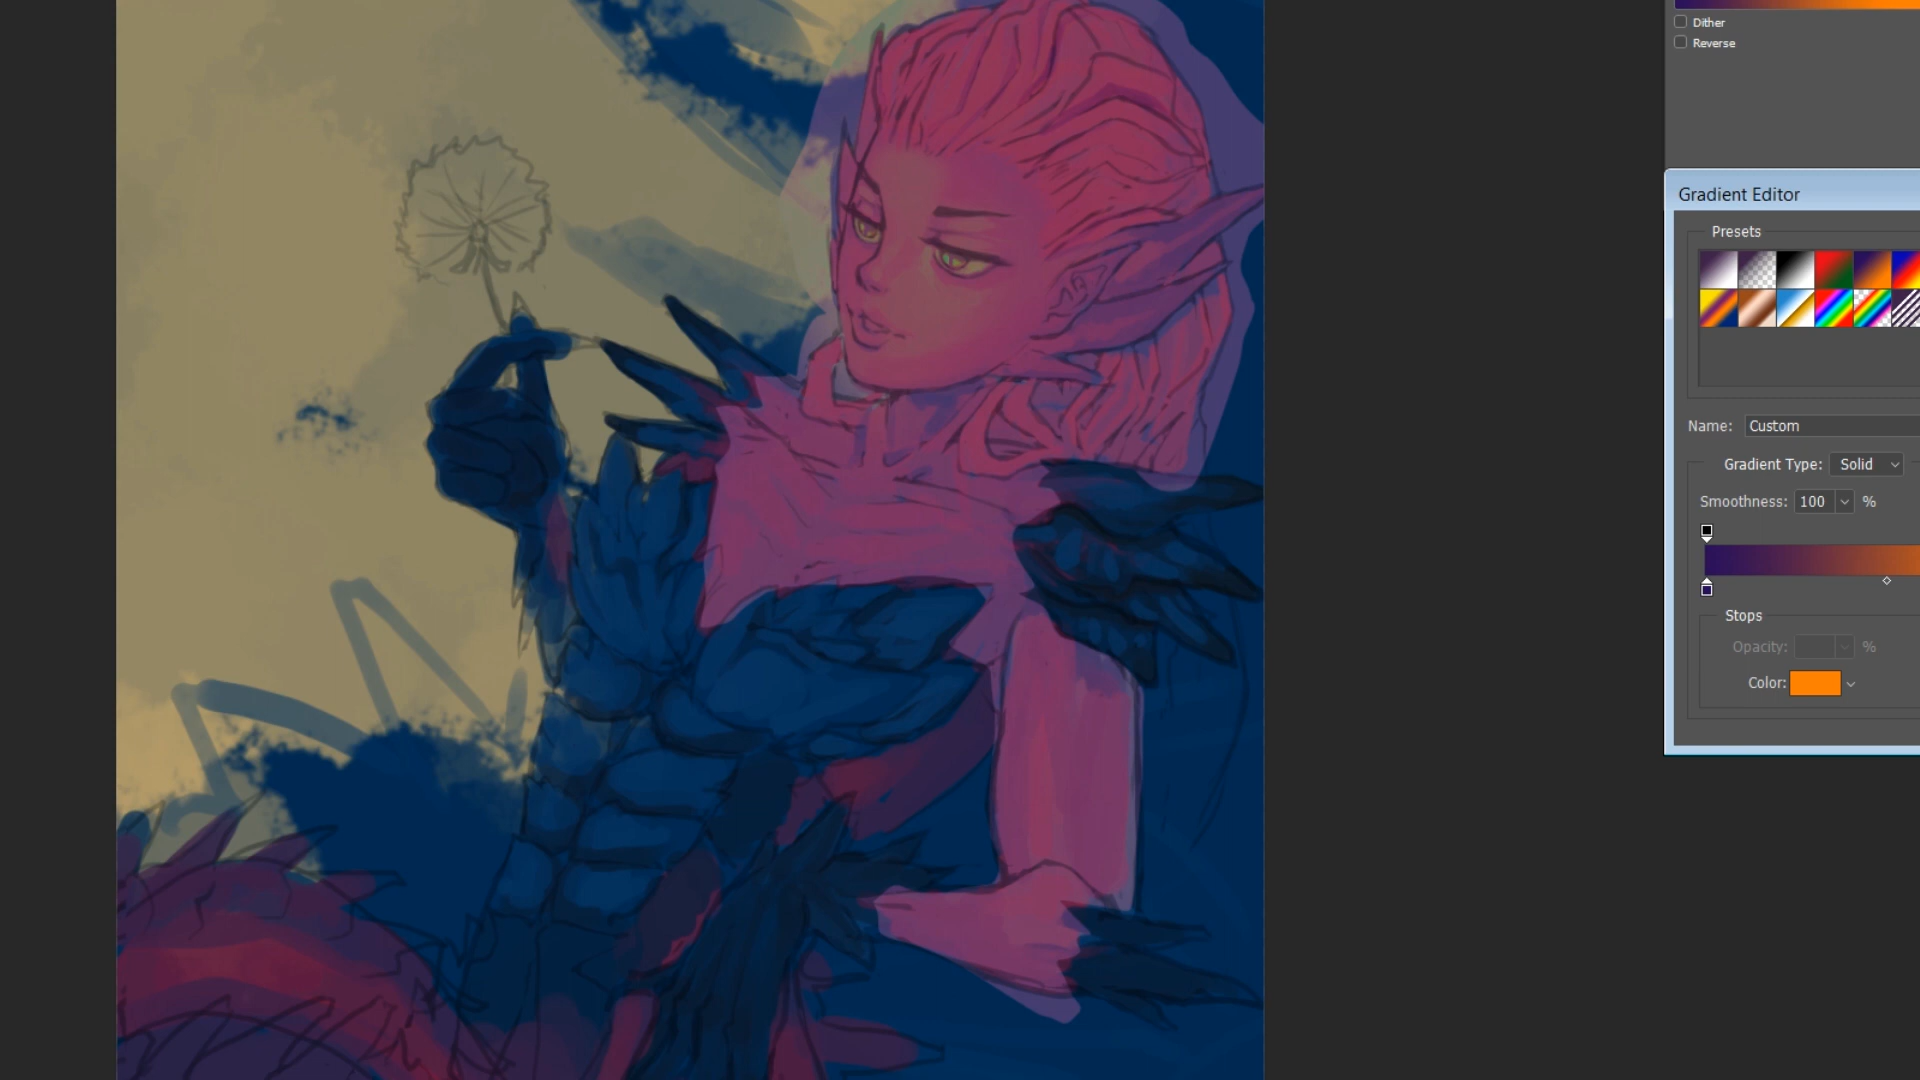 Dither
Reverse
Gradient Editor
Presets
Name: Custom
Gradient Type: Solid
Smoothness: 100 %
Stops
Opacity: %
Color: